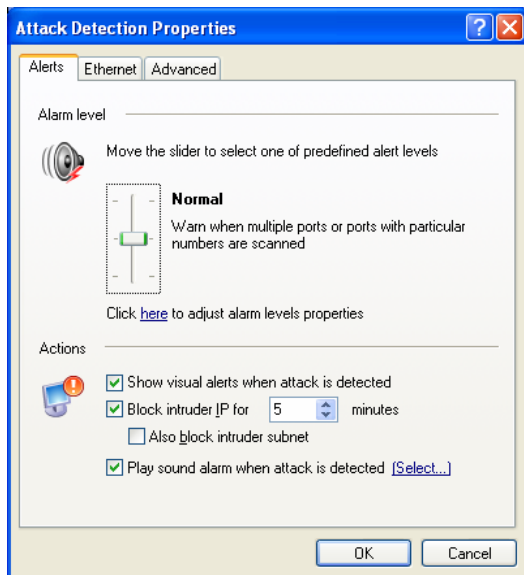 Attack Detection Properties
Alerts
Ethernet
Advanced
Alarm level
Move the slider to select one of predefined alert levels
Normal
Warn when multiple ports or ports with particular
numbers are scanned
Click here to adjust alarm levels properties
Actions
Show visual alerts when attack is detected
Block intruder IP for 5 minutes
Also block intruder subnet
Play sound alarm when attack is detected (Select...)
OK
Cancel